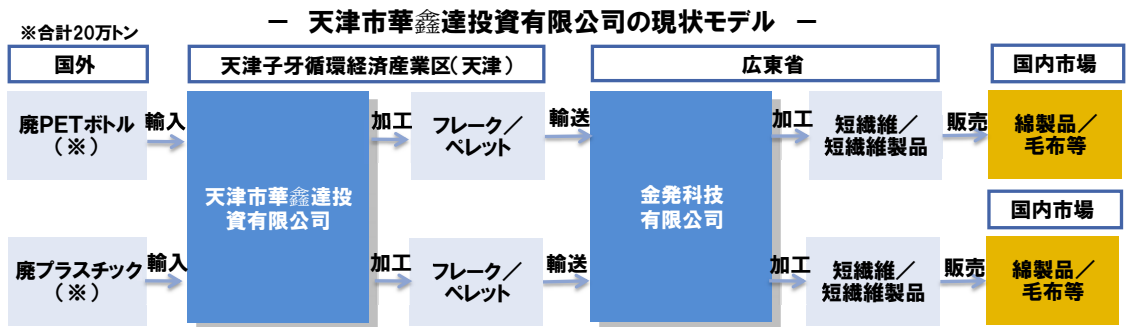 － 天津市華鑫達投資有限公司の現状モデル －
※合計20万トン
国外
天津子牙循環経済産業区（天津）
広東省
国内市場
廃PETボトル
（※）
輸入
加工
フレーク／
ペレット
輸送
加工
短繊維／
短繊維製品
販売
綿製品／
毛布等
天津市華鑫達投
資有限公司
金発科技
有限公司
国内市場
廃プラスチック
（※）
輸入
加工
フレーク／
ペレット
輸送
加工
短繊維／
短繊維製品
販売
綿製品／
毛布等